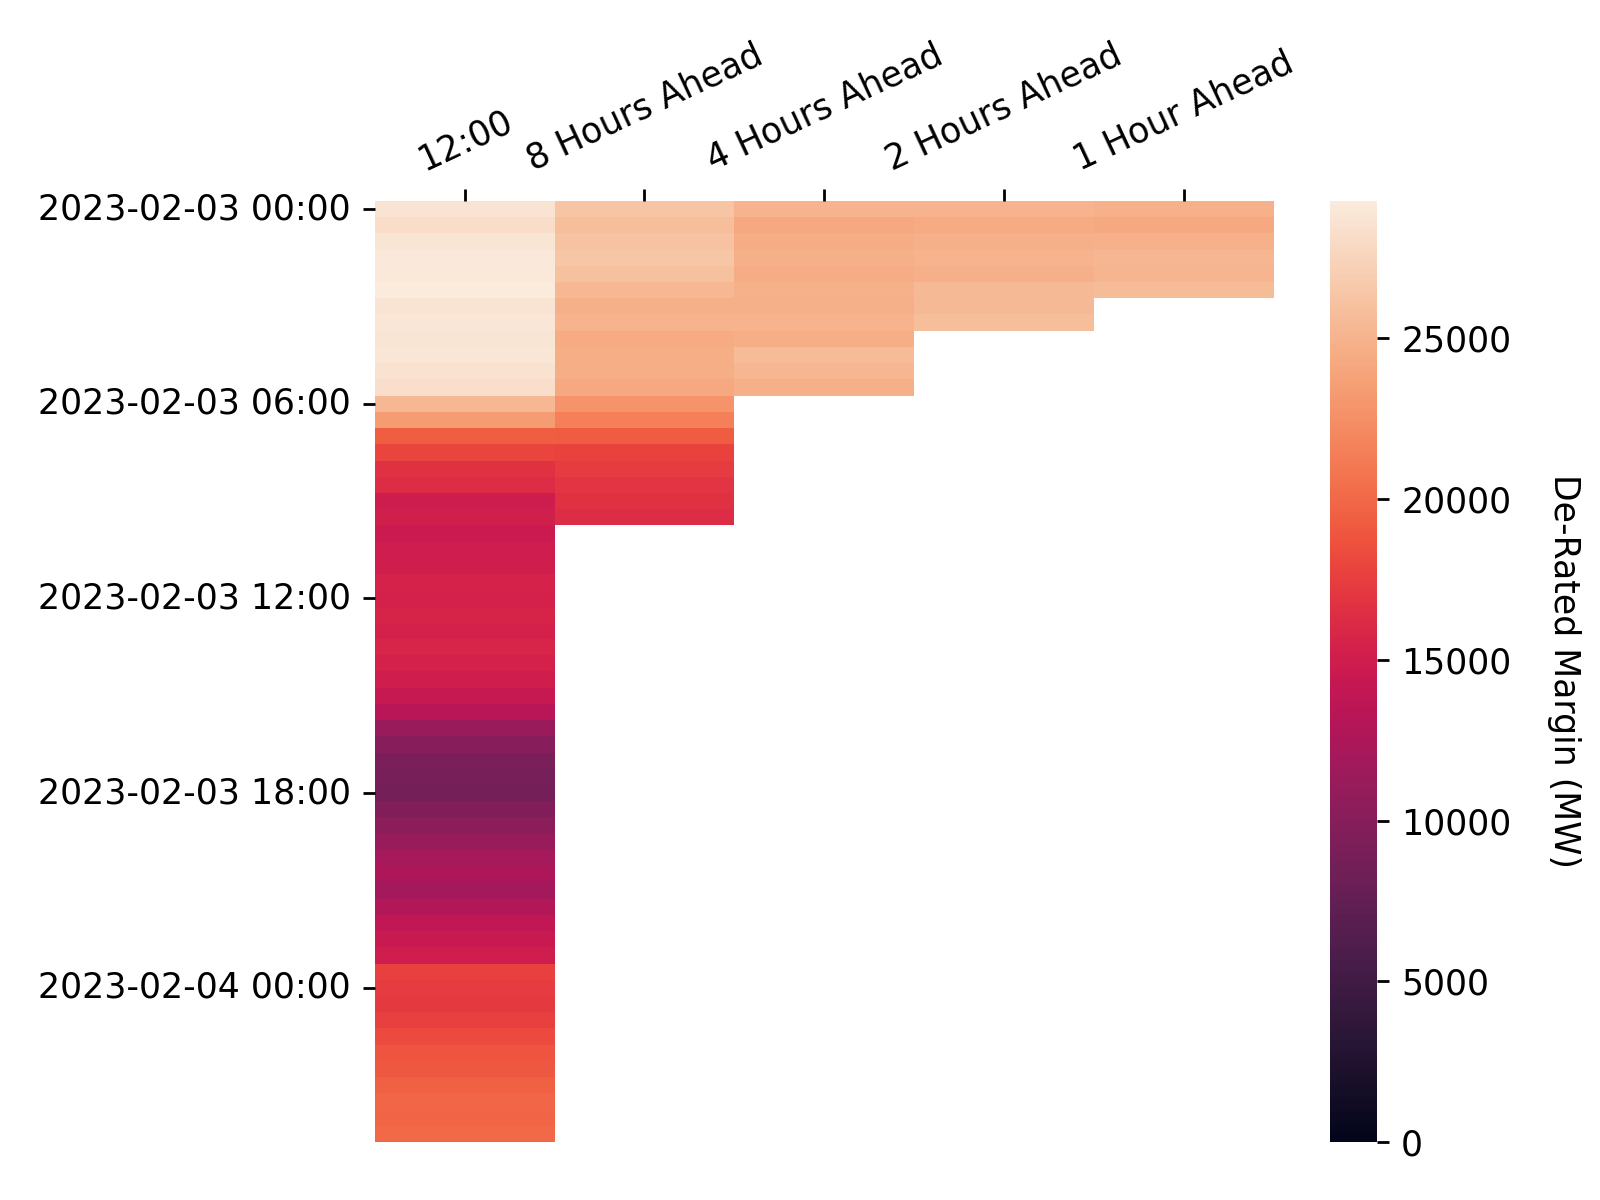 12:00
8 Hours Ahead
4 Hours Ahead
2 Hours Ahead
1 Hour Ahead
2023-02-03 00:00
2023-02-03 06:00
2023-02-03 12:00
2023-02-03 18:00
2023-02-04 00:00
25000
20000
15000
10000
5000
0
De-Rated Margin (MW)